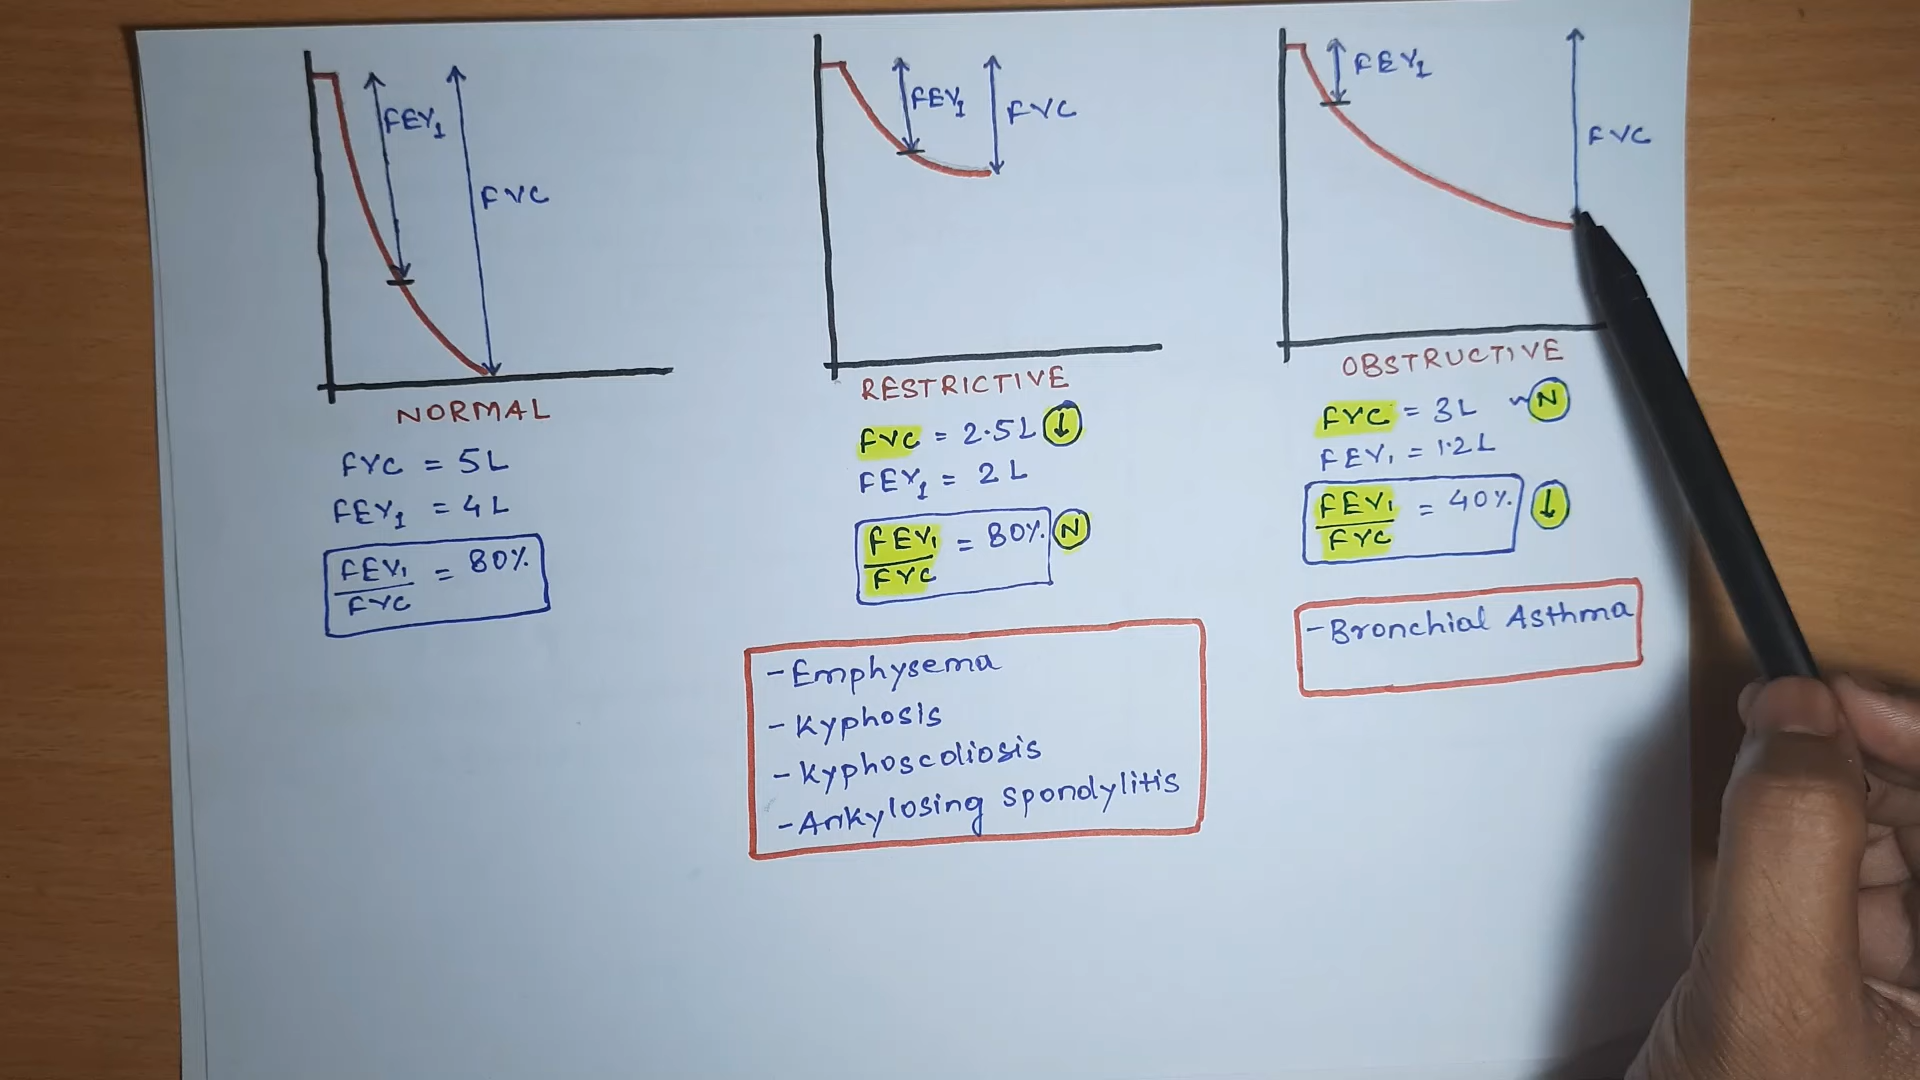 FEV1
FVC
NORMAL
FVC = 5L
FEV1 = 4L
FEV1
FVC
= 80%
FEV1
FVC
RESTRICTIVE
FVC = 2.5L ↓
FEV1 = 2L
FEV1
FVC
= 80% N
- Emphysema
- Kyphosis
- Kyphoscoliosis
- Ankylosing spondylitis
FEV1
FVC
OBSTRUCTIVE
FVC = 3L ~N
FEV1 = 1.2L
FEV1
FVC
= 40% ↓
- Bronchial Asthma